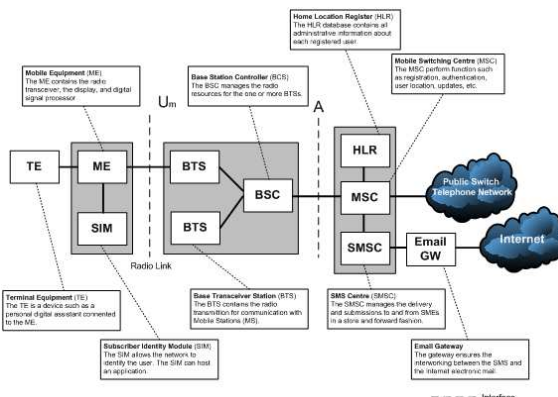 Home Location Register (HLR)
The HLR database contains all
administrative information about
each registered user.
Mobile Equipment (ME)
The ME contains the radio
transceiver, the display, and digital
signal processor
Base Station Controller (BCS)
The BSC manages the radio
resources for the one or more BTSs.
Mobile Switching Centre (MSC)
The MSC perform function such
as registration, authentication,
user location, updates, etc.
Um
A
TE
ME
SIM
BTS
BTS
BSC
HLR
MSC
SMSC
Email
GW
Public Switch
Telephone Network
Internet
Radio Link
Terminal Equipment (TE)
The TE is a device such as a
personal digital assistant connected
to the ME.
Base Transceiver Station (BTS)
The BTS contains the radio
transmittion for communication with
Mobile Stations (MS).
SMS Centre (SMSC)
The SMSC manages the delivery
and submissions to and from SMEs
in a store and forward fashion.
Subscriber Identity Module (SIM)
The SIM allows the network to
identify the user. The SIM can host
an application.
Email Gateway
The gateway ensures the
interworking between the SMS and
the Internet electronic mail.
Interface